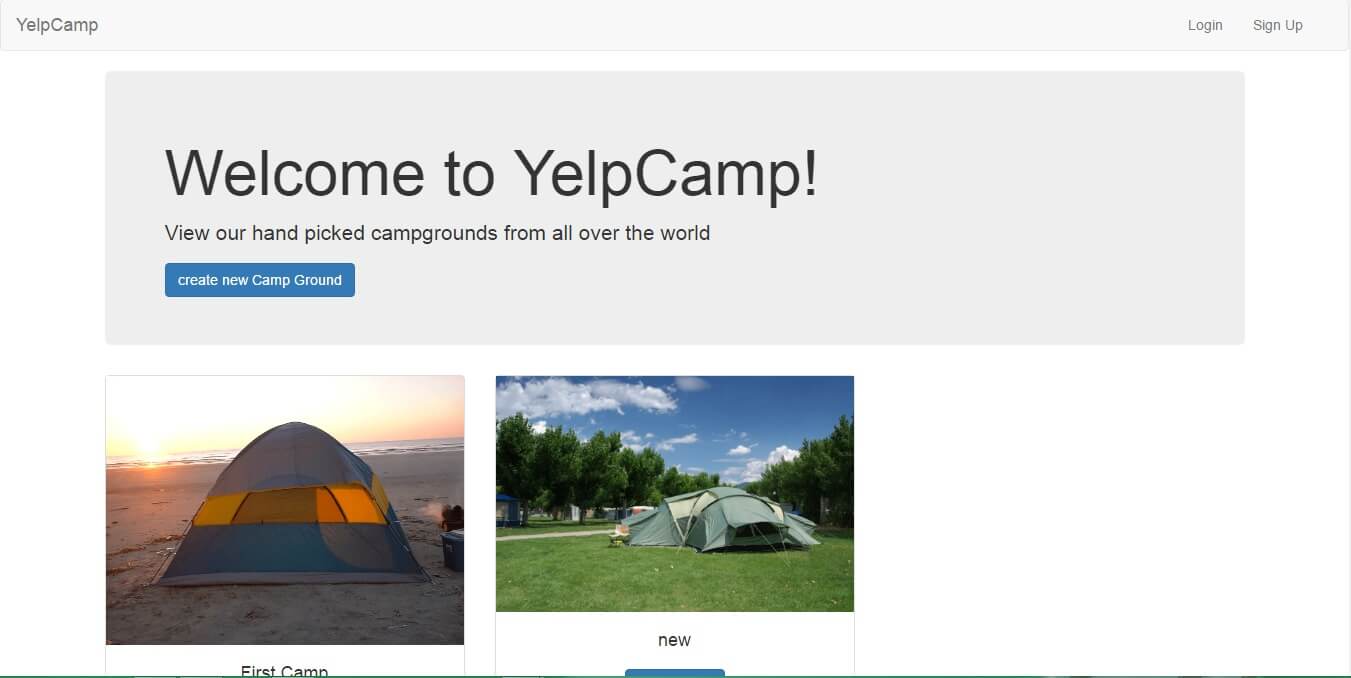 YelpCamp
Login
Sign Up
Welcome to YelpCamp!
View our hand picked campgrounds from all over the world
create new Camp Ground
First Camp
new